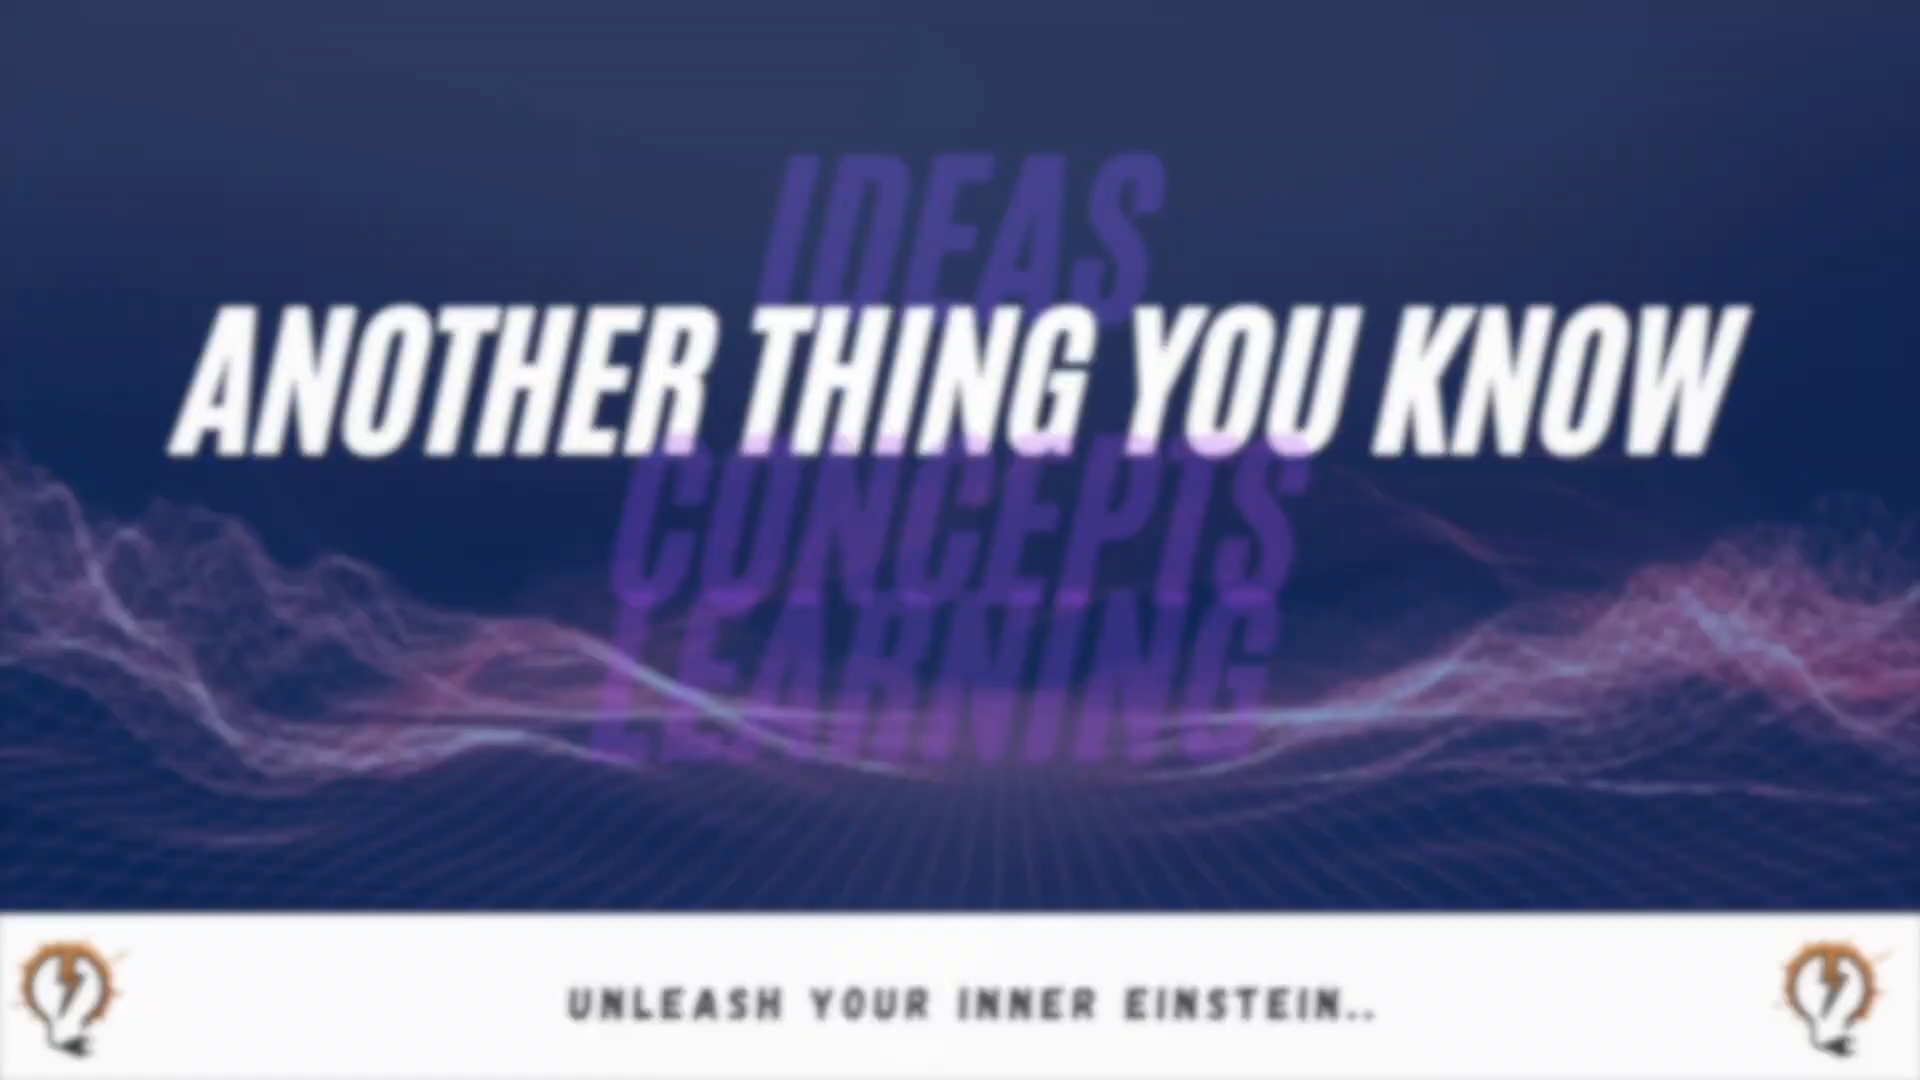 IDEAS
ANOTHER THING YOU KNOW
CONCEPTS
LEARNING
UNLEASH YOUR INNER EINSTEIN..